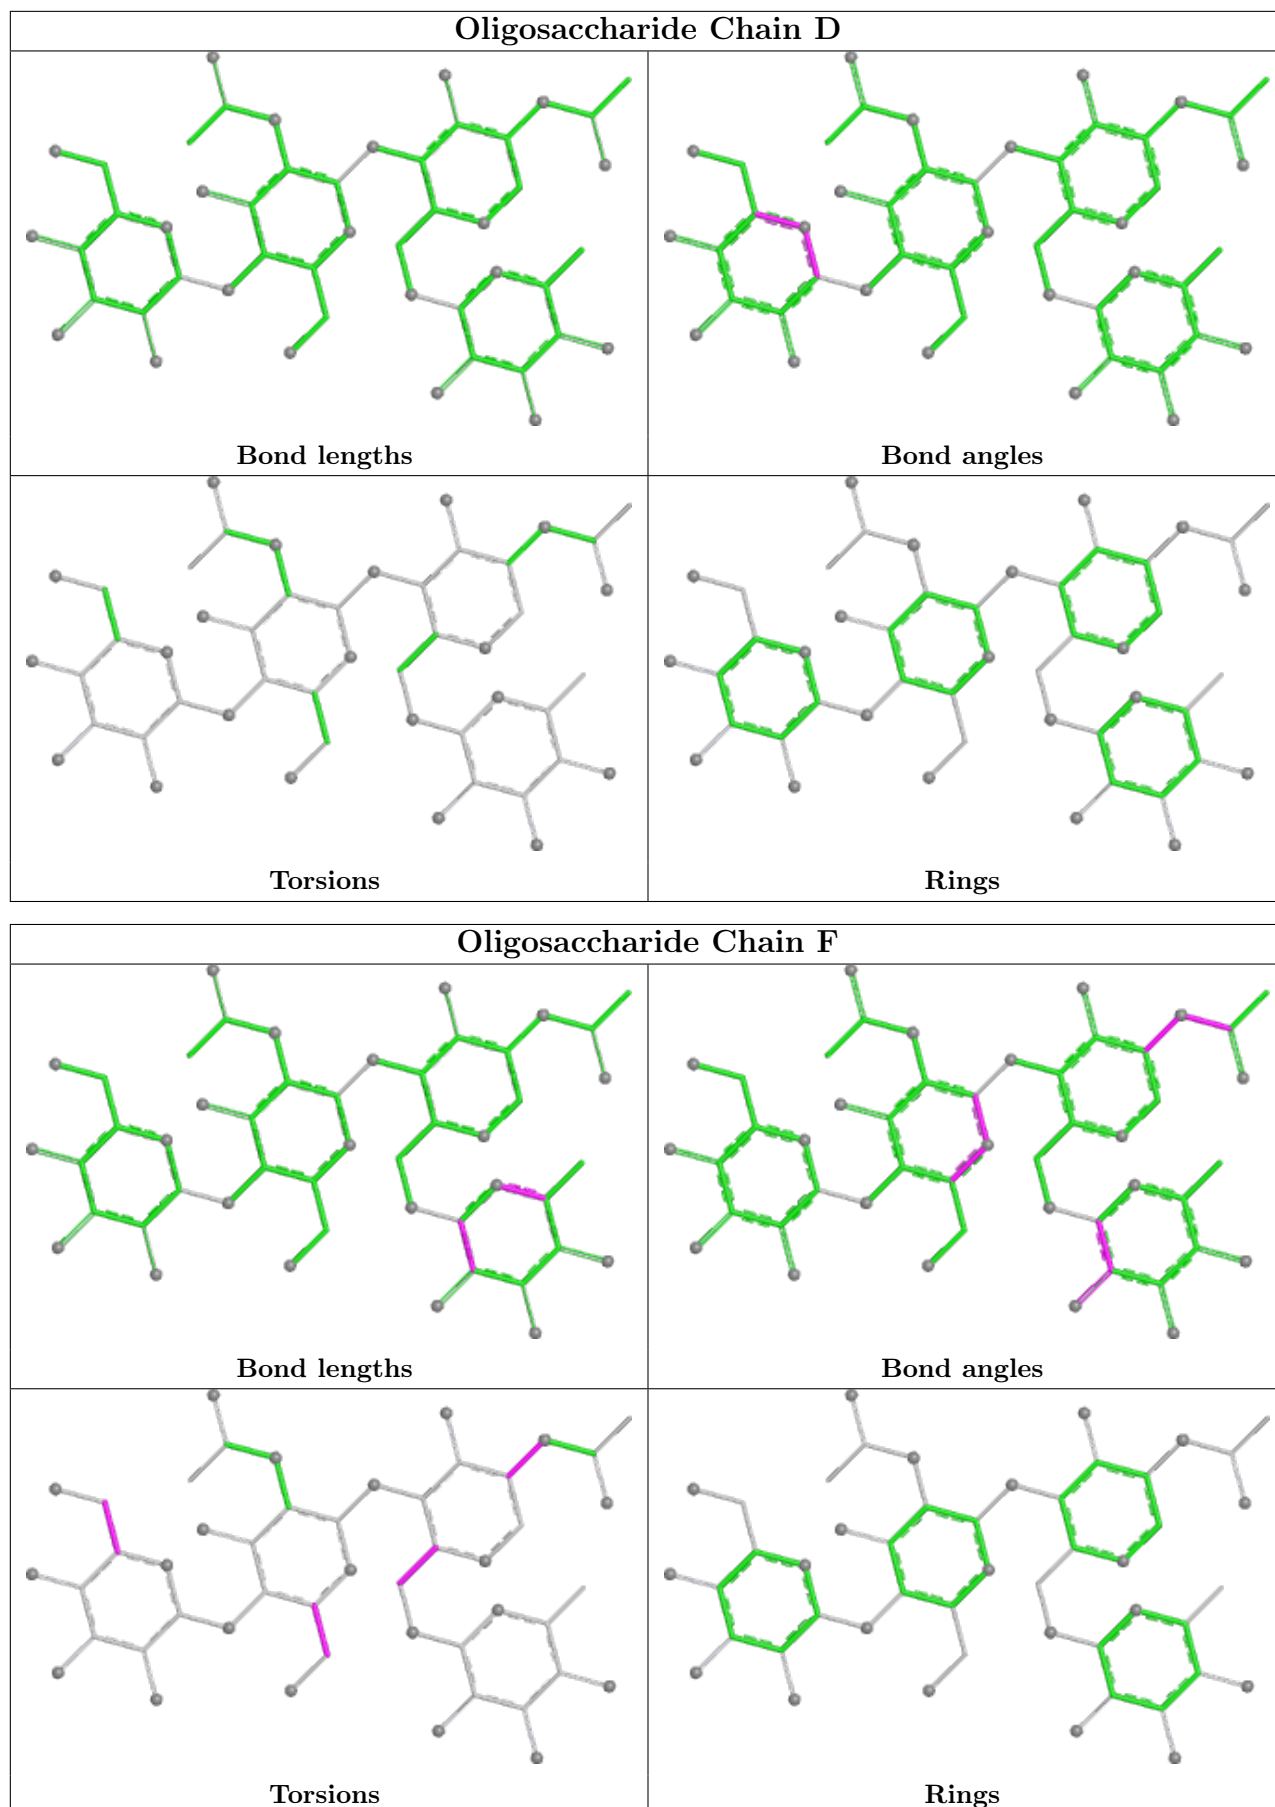 Oligosaccharide Chain D
Bond lengths
Bond angles
Torsions
Rings
Oligosaccharide Chain F
Bond lengths
Bond angles
Torsions
Rings